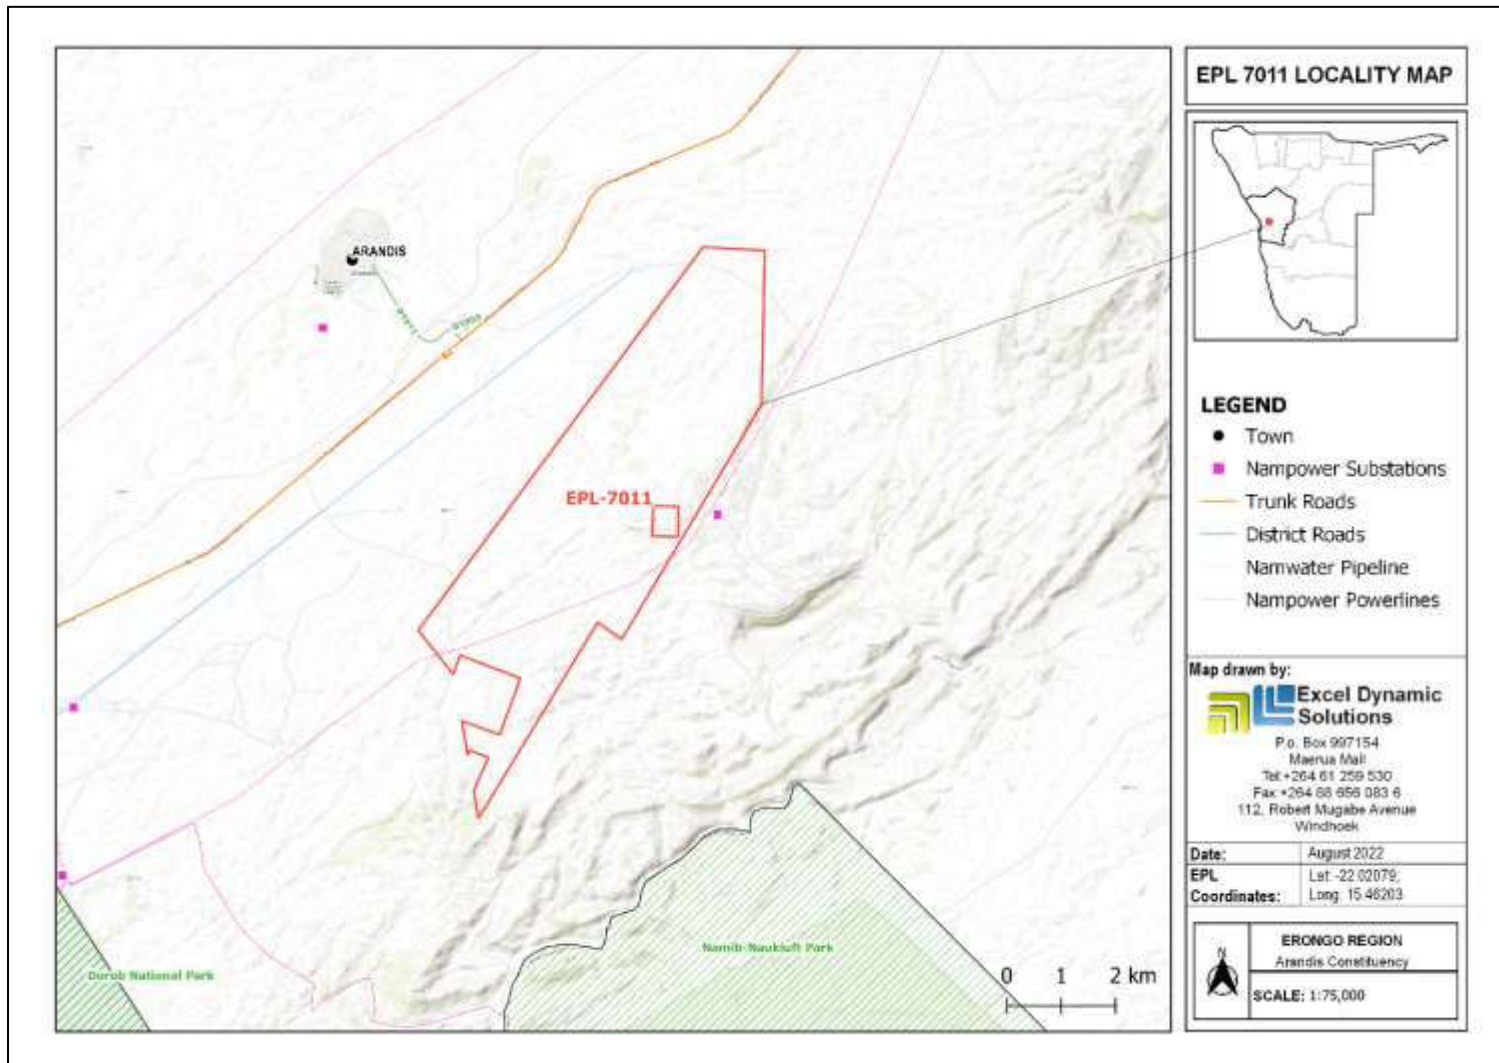 EPL 7011 LOCALITY MAP
ARANDIS
D1911
EPL-7011
Dorob National Park
Namib-Naukluft Park
0 1 2 km
LEGEND
Town
Nampower Substations
Trunk Roads
District Roads
Namwater Pipeline
Nampower Powerlines
Map drawn by:
Excel Dynamic
Solutions
P.o. Box 997154
Maerua Mall
Tel:+264 61 259 530
Fax:+264 88 656 083 6
112, Robert Mugabe Avenue
Windhoek
Date: August 2022
EPL Lat: -22.02079,
Coordinates: Long: 15.46203
N
ERONGO REGION
Arandis Constituency
SCALE: 1:75,000